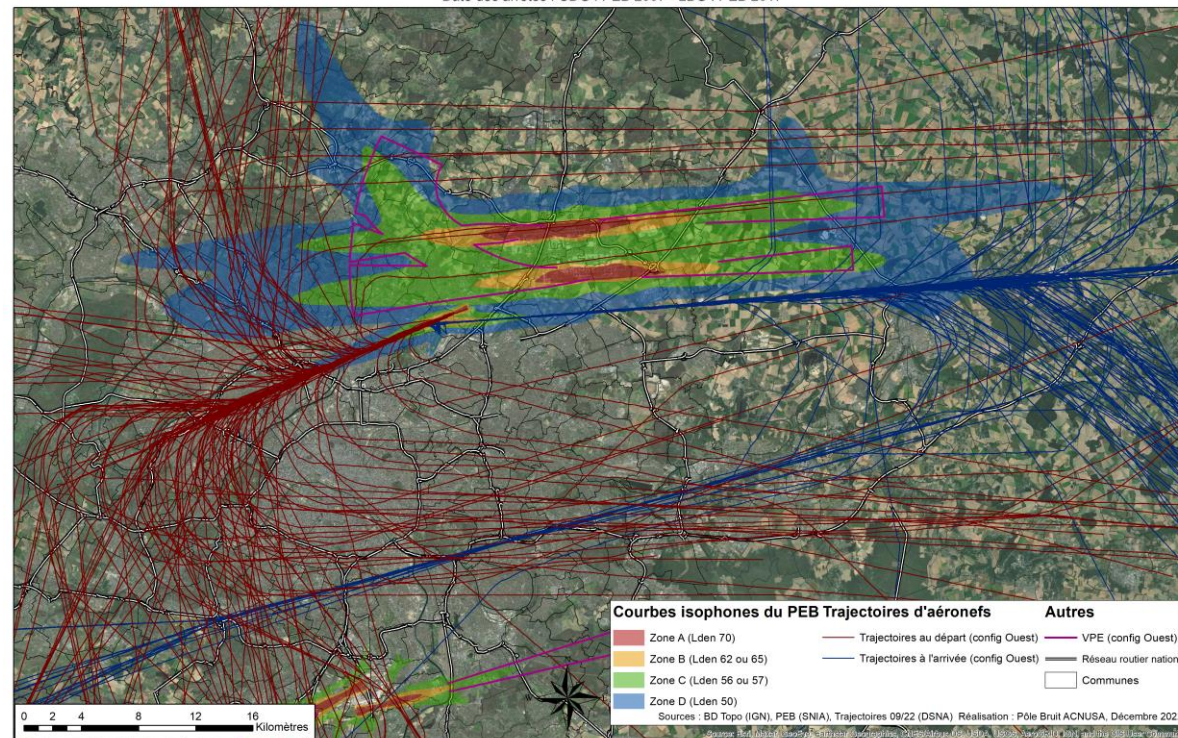 Courbes isophones du PEB Trajectoires d'aéronefs Autres
Zone A (Lden 70)
Zone B (Lden 62 ou 65)
Zone C (Lden 56 ou 57)
Zone D (Lden 50)
Trajectoires au départ (config Ouest)
Trajectoires à l'arrivée (config Ouest)
VPE (config Ouest)
Réseau routier nation
Communes
Sources : BD Topo (IGN), PEB (SNIA), Trajectoires 09/22 (DSNA) Réalisation : Pôle Bruit ACNUSA, Décembre 202
0 2 4 8 12 16
Kilomètres